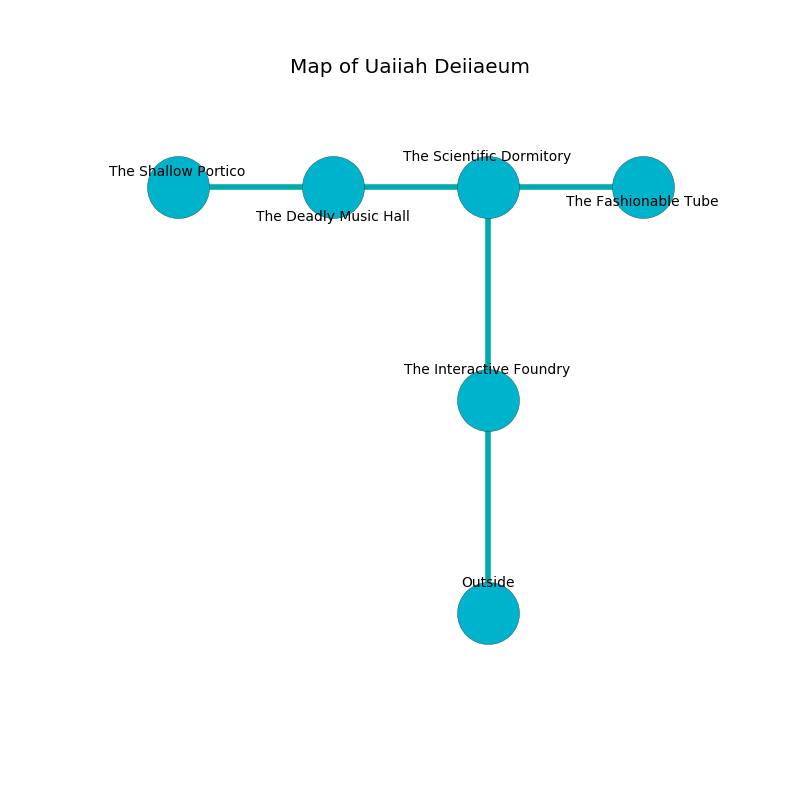 Map of Uaiiah Deiiaeum
The Scientific Dormitory
The Shallow Portico
The Fashionable Tube
The Deadly Music Hall
The Interactive Foundry
Outside